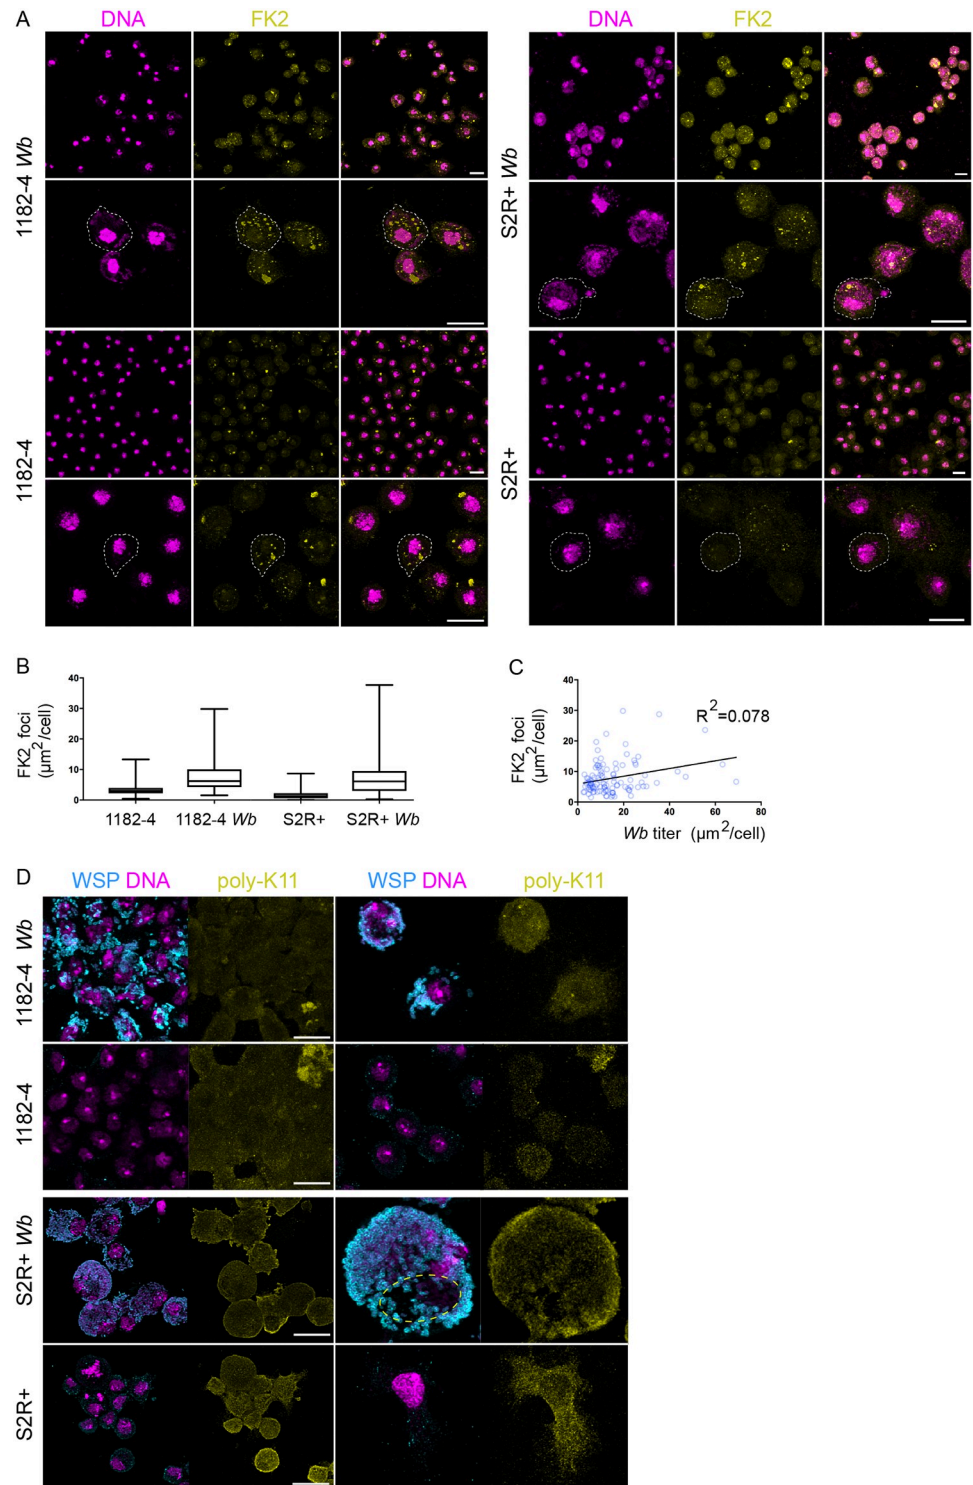 A
DNA FK2
DNA FK2
1182-4 Wb
1182-4
S2R+ Wb
S2R+
B
FK2 foci
(µm²/cell)
40
30
20
10
0
1182-4 1182-4 Wb S2R+ S2R+ Wb
C
FK2 foci
(µm²/cell)
40
30
20
10
0
R²=0.078
0 20 40 60 80
Wb titer (µm²/cell)
D
WSP DNA poly-K11 WSP DNA poly-K11
1182-4 Wb
1182-4
S2R+ Wb
S2R+